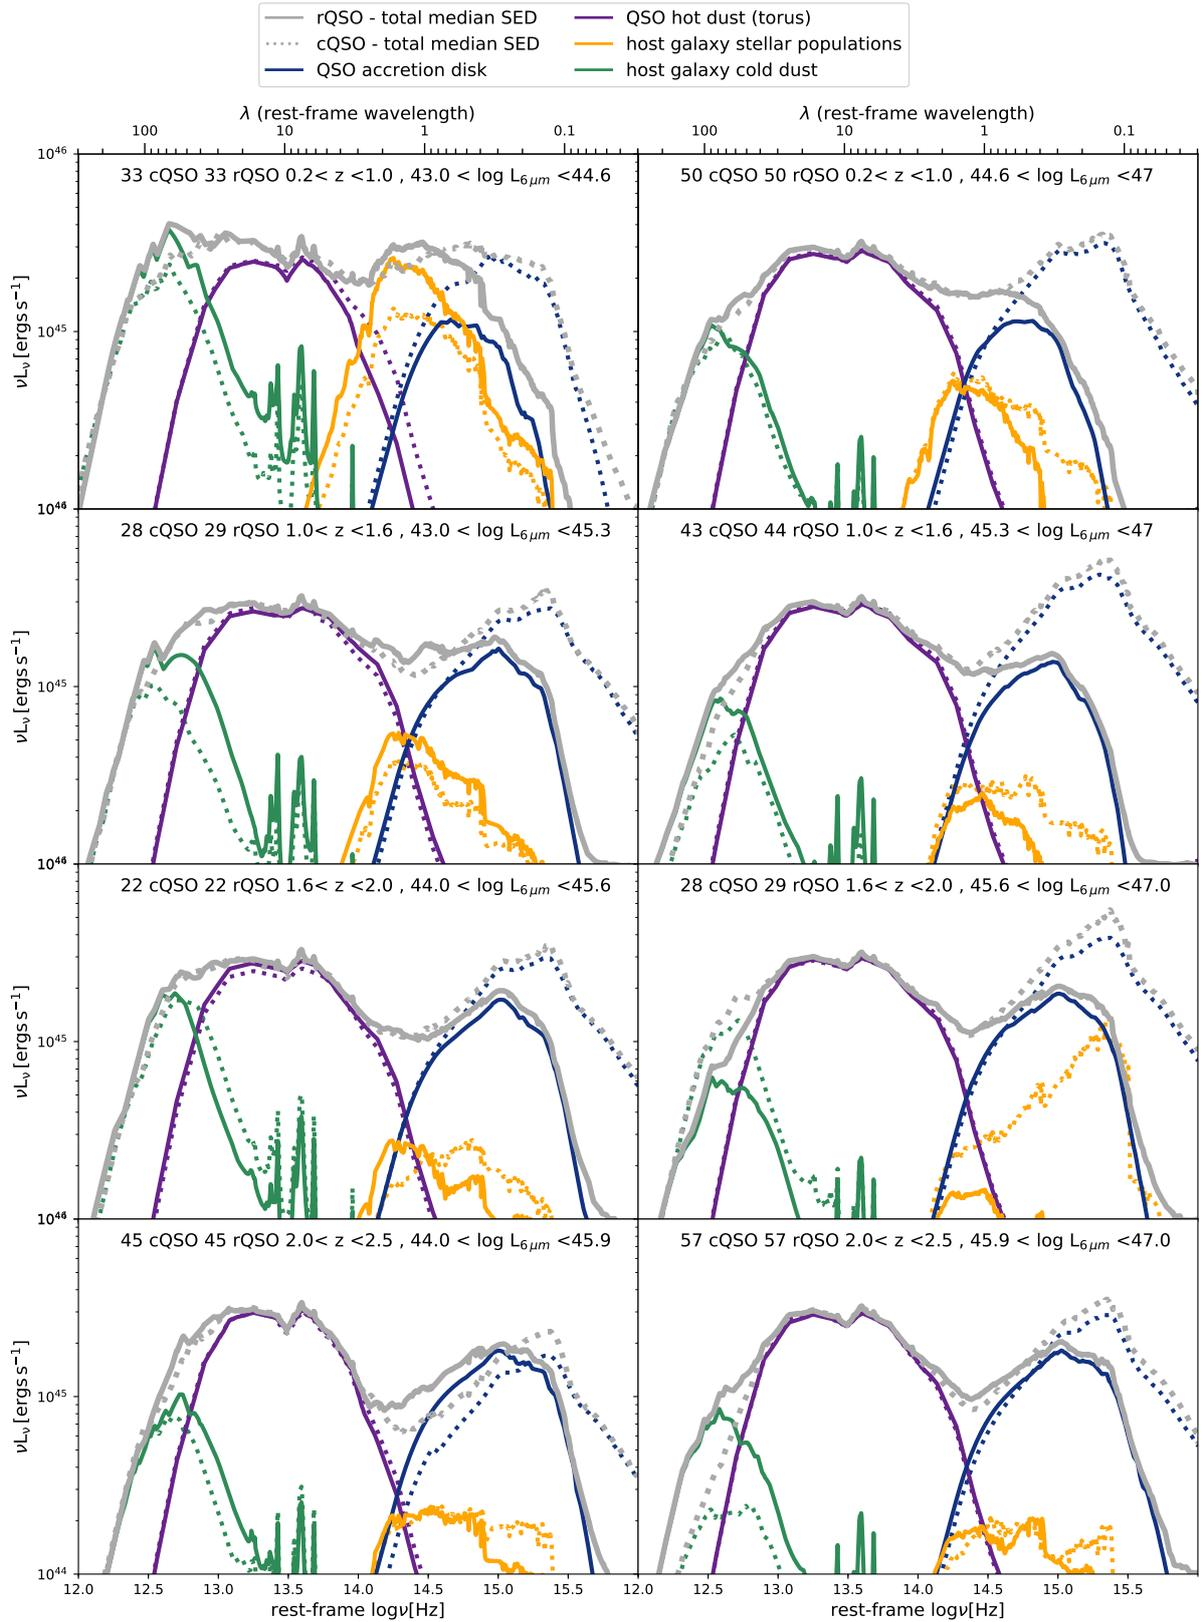 rQSO - total median SED
cQSO - total median SED
QSO accretion disk
QSO hot dust (torus)
host galaxy stellar populations
host galaxy cold dust
λ (rest-frame wavelength) λ (rest-frame wavelength)
100 10 1 0.1 100 10 1 0.1
10⁴⁶
33 cQSO 33 rQSO 0.2< z <1.0 , 43.0 < log L₆μm <44.6
50 cQSO 50 rQSO 0.2< z <1.0 , 44.6 < log L₆μm <47
νLν [ergs s⁻¹]
10⁴⁵
10⁴⁶
28 cQSO 29 rQSO 1.0< z <1.6 , 43.0 < log L₆μm <45.3
43 cQSO 44 rQSO 1.0< z <1.6 , 45.3 < log L₆μm <47
νLν [ergs s⁻¹]
10⁴⁵
10⁴⁶
22 cQSO 22 rQSO 1.6< z <2.0 , 44.0 < log L₆μm <45.6
28 cQSO 29 rQSO 1.6< z <2.0 , 45.6 < log L₆μm <47.0
νLν [ergs s⁻¹]
10⁴⁵
10⁴⁶
45 cQSO 45 rQSO 2.0< z <2.5 , 44.0 < log L₆μm <45.9
57 cQSO 57 rQSO 2.0< z <2.5 , 45.9 < log L₆μm <47.0
νLν [ergs s⁻¹]
10⁴⁵
10⁴⁴
12.0 12.5 13.0 13.5 14.0 14.5 15.0 15.5 12.0 12.5 13.0 13.5 14.0 14.5 15.0 15.5
rest-frame logν[Hz] rest-frame logν[Hz]